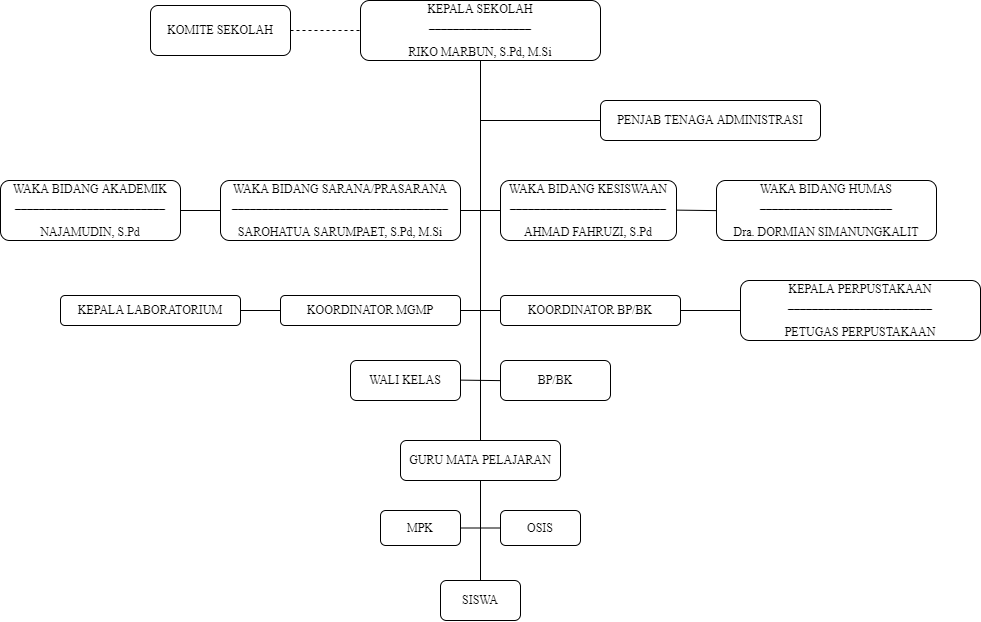 KOMITE SEKOLAH
KEPALA SEKOLAH
RIKO MARBUN, S.Pd, M.Si
PENJAB TENAGA ADMINISTRASI
WAKA BIDANG AKADEMIK
NAJAMUDIN, S.Pd
WAKA BIDANG SARANA/PRASARANA
SAROHATUA SARUMPAET, S.Pd, M.Si
WAKA BIDANG KESISWAAN
AHMAD FAHRUZI, S.Pd
WAKA BIDANG HUMAS
Dra. DORMIAN SIMANUNGKALIT
KEPALA LABORATORIUM
KOORDINATOR MGMP
KOORDINATOR BP/BK
KEPALA PERPUSTAKAAN
PETUGAS PERPUSTAKAAN
WALI KELAS
BP/BK
GURU MATA PELAJARAN
MPK
OSIS
SISWA